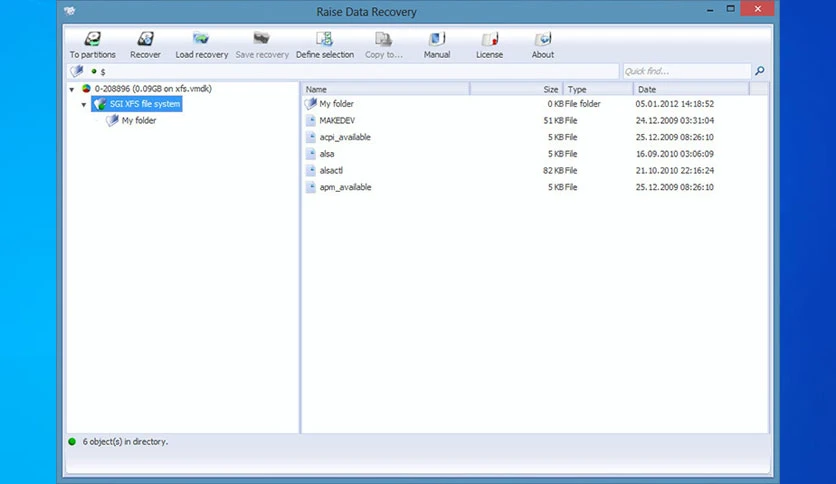 Raise Data Recovery
To partitions Recover Load recovery Save recovery Define selection Copy to... Manual License About
$ Quick find...
0-208896 (0.09GB on xfs.vmdk)
SGI XFS file system
My folder
Name Size Type Date
My folder 0 KB File folder 05.01.2012 14:18:52
MAKEDEV 51 KB File 24.12.2009 03:31:04
acpi_available 5 KB File 25.12.2009 08:26:10
alsa 5 KB File 16.09.2010 03:06:09
alsactl 82 KB File 21.10.2010 22:16:24
apm_available 5 KB File 25.12.2009 08:26:10
6 object(s) in directory.